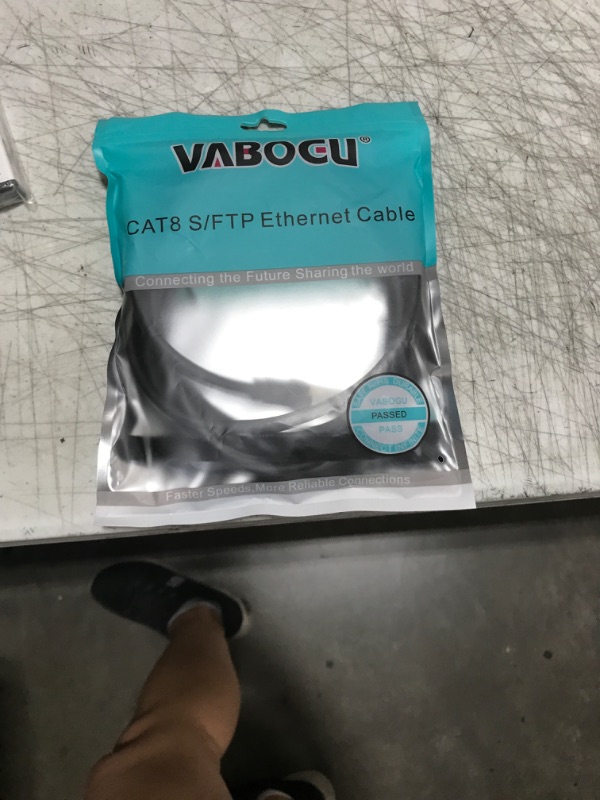 VABOGU®
CAT8 S/FTP Ethernet Cable
Connecting the Future Sharing the world
VABOGU
PASSED
PASS
Faster Speeds,More Reliable Connections